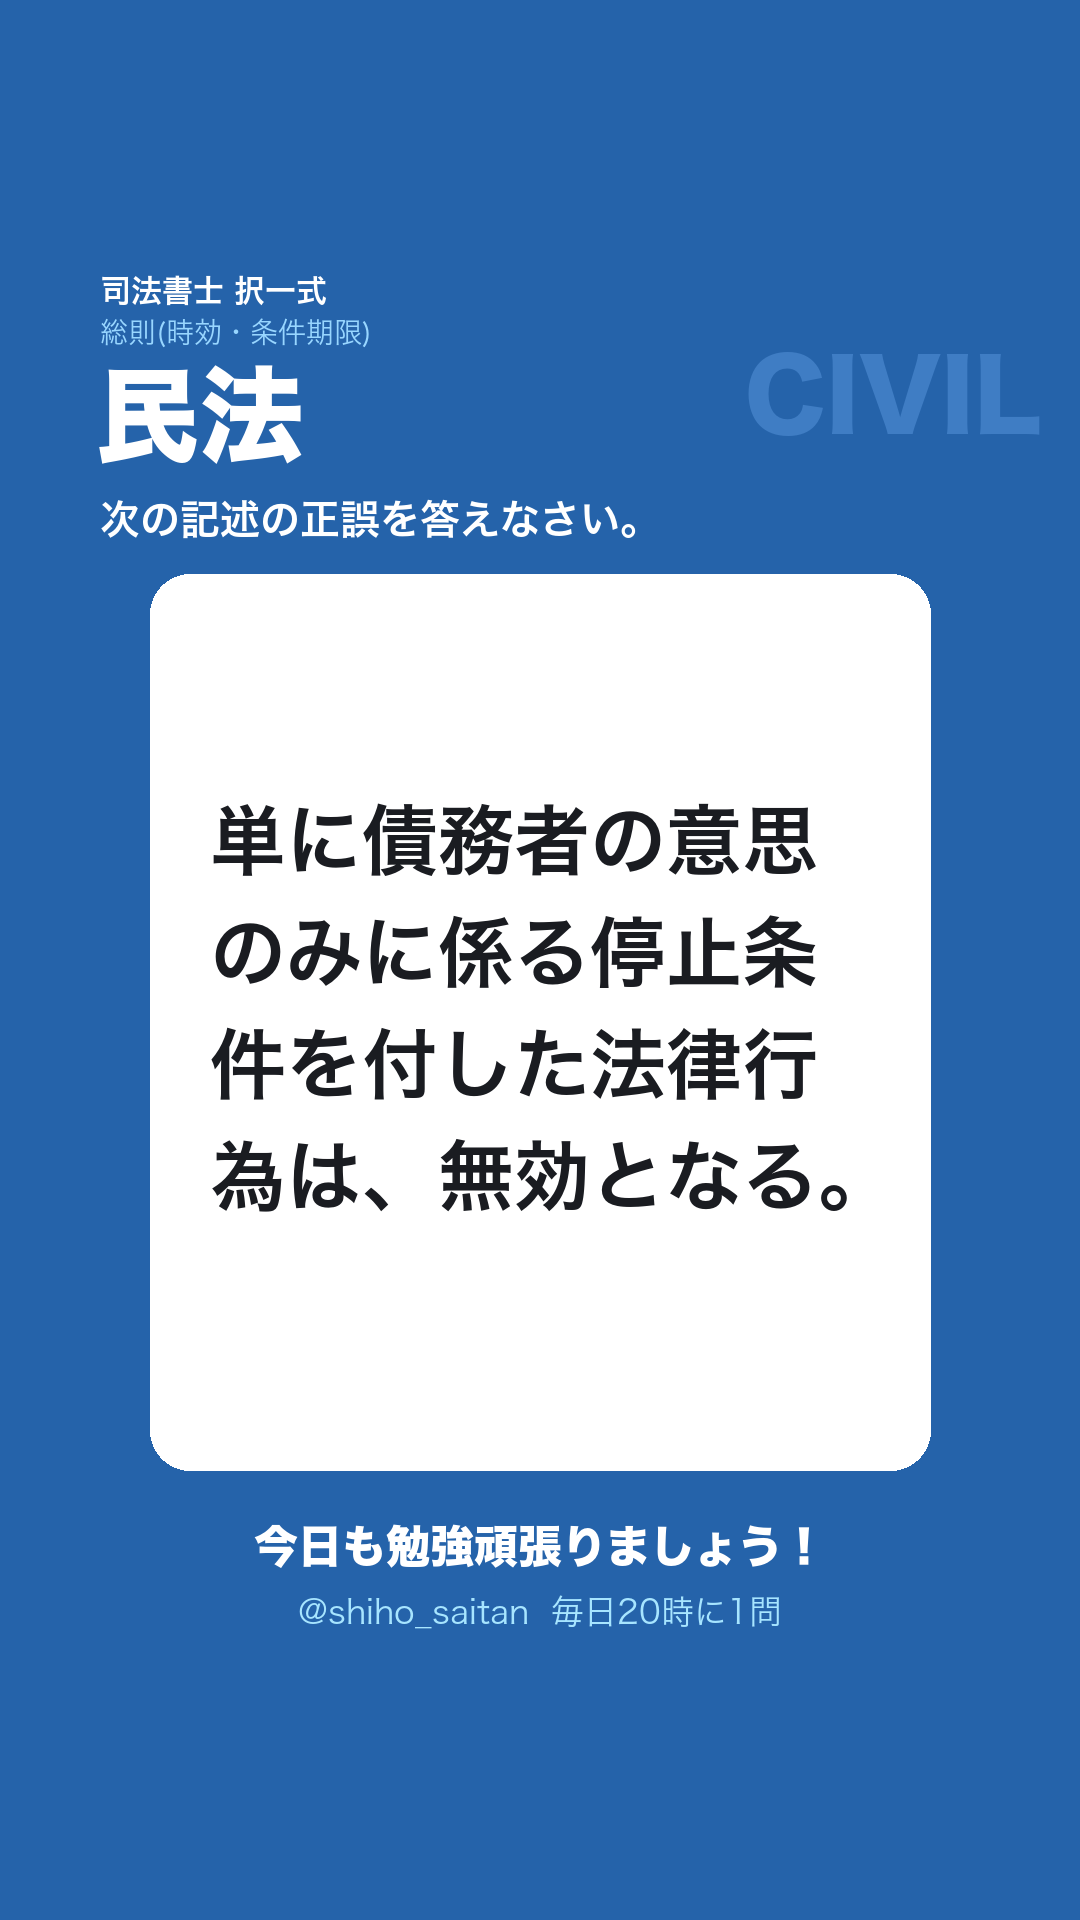 司法書士 択一式
総則(時効・条件期限)
民法
CIVIL
次の記述の正誤を答えなさい。
単に債務者の意思
のみに係る停止条
件を付した法律行
為は、無効となる。
今日も勉強頑張りましょう！
@shiho_saitan 毎日20時に1問